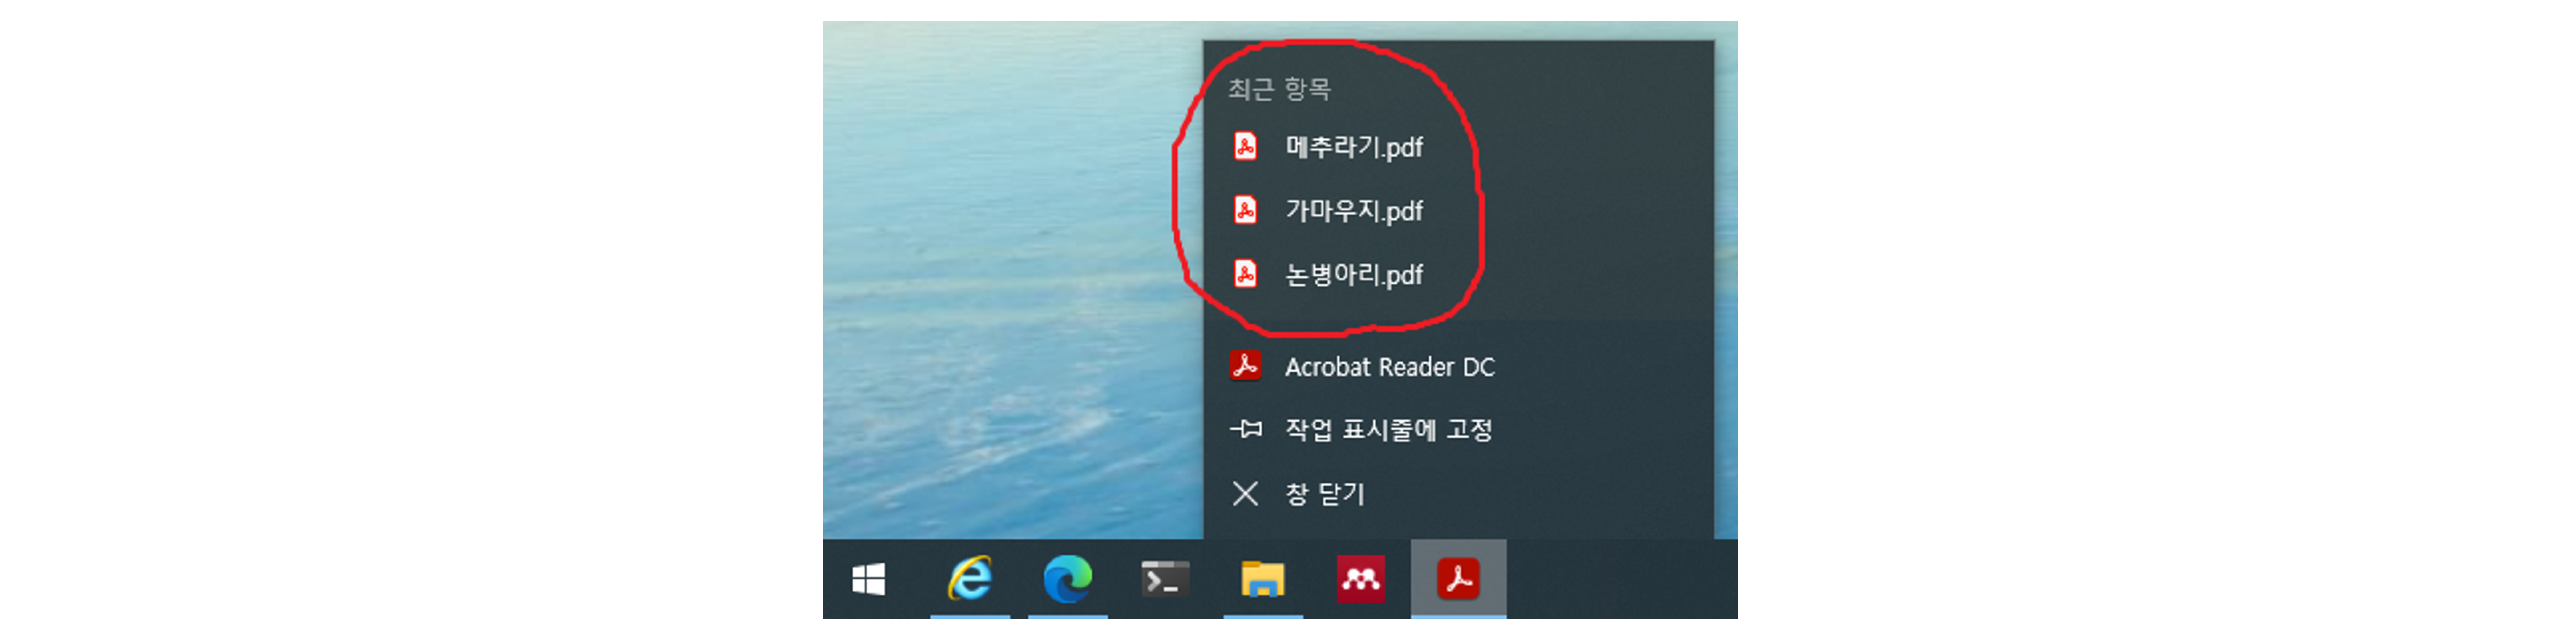 최근 항목
메추라기.pdf
가마우지.pdf
논병아리.pdf
Acrobat Reader DC
작업 표시줄에 고정
창 닫기